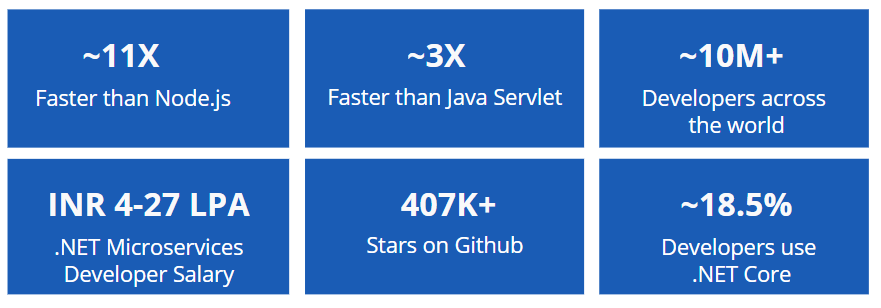 ~11X
Faster than Node.js
~3X
Faster than Java Servlet
~10M+
Developers across
the world
INR 4-27 LPA
.NET Microservices
Developer Salary
407K+
Stars on Github
~18.5%
Developers use
.NET Core